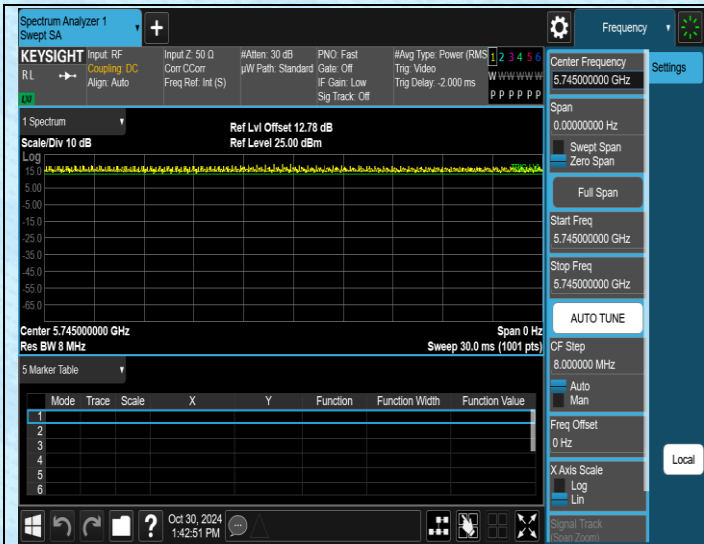 Spectrum Analyzer 1
Swept SA
+
Frequency
KEYSIGHT
RL
LXI
Input: RF
Coupling: DC
Align: Auto
Input Z: 50 Ω
Corr CCorr
Freq Ref: Int (S)
#Atten: 30 dB
µW Path: Standard
PNO: Fast
Gate: Off
IF Gain: Low
Sig Track: Off
#Avg Type: Power (RMS
Trig: Video
Trig Delay: -2.000 ms
1 2 3 4 5 6
W W W W W W
P P P P P P
Settings
1 Spectrum
Scale/Div 10 dB
Ref Lvl Offset 12.78 dB
Ref Level 25.00 dBm
Log
15.0
5.00
-5.00
-15.0
-25.0
-35.0
-45.0
-55.0
-65.0
Center 5.745000000 GHz
Res BW 8 MHz
Span 0 Hz
Sweep 30.0 ms (1001 pts)
5 Marker Table
Mode Trace Scale X Y Function Function Width Function Value
1
2
3
4
5
6
Center Frequency
5.745000000 GHz
Span
0.00000000 Hz
Swept Span
Zero Span
Full Span
Start Freq
5.745000000 GHz
Stop Freq
5.745000000 GHz
AUTO TUNE
CF Step
8.000000 MHz
Auto
Man
Freq Offset
0 Hz
X Axis Scale
Log
Lin
Signal Track
(Span Zoom)
Local
?
Oct 30, 2024
1:42:51 PM